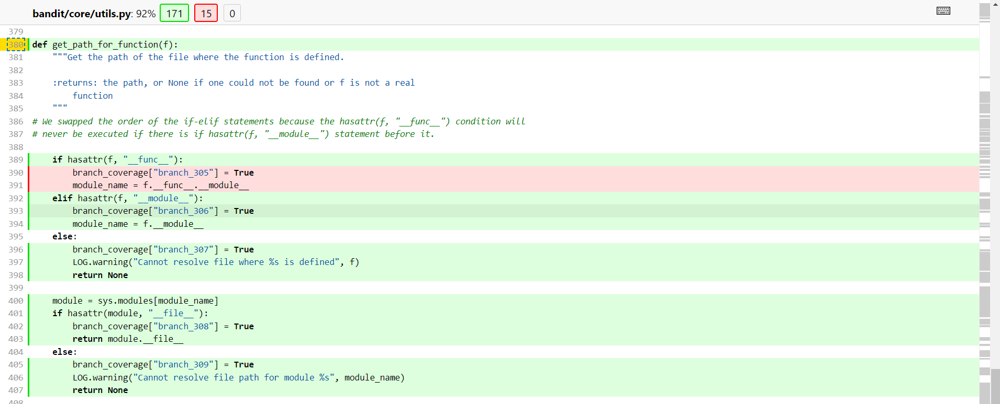 bandit/core/utils.py: 92% 171 15 0
379
380 def get_path_for_function(f):
381     """Get the path of the file where the function is defined.
382
383     :returns: the path, or None if one could not be found or f is not a real
384         function
385     """
386 # We swapped the order of the if-elif statements because the hasattr(f, "__func__") condition will
387 # never be executed if there is if hasattr(f, "__module__") statement before it.
388
389     if hasattr(f, "__func__"):
390         branch_coverage["branch_305"] = True
391         module_name = f.__func__.__module__
392     elif hasattr(f, "__module__"):
393         branch_coverage["branch_306"] = True
394         module_name = f.__module__
395     else:
396         branch_coverage["branch_307"] = True
397         LOG.warning("Cannot resolve file where %s is defined", f)
398         return None
399
400     module = sys.modules[module_name]
401     if hasattr(module, "__file__"):
402         branch_coverage["branch_308"] = True
403         return module.__file__
404     else:
405         branch_coverage["branch_309"] = True
406         LOG.warning("Cannot resolve file path for module %s", module_name)
407         return None
408